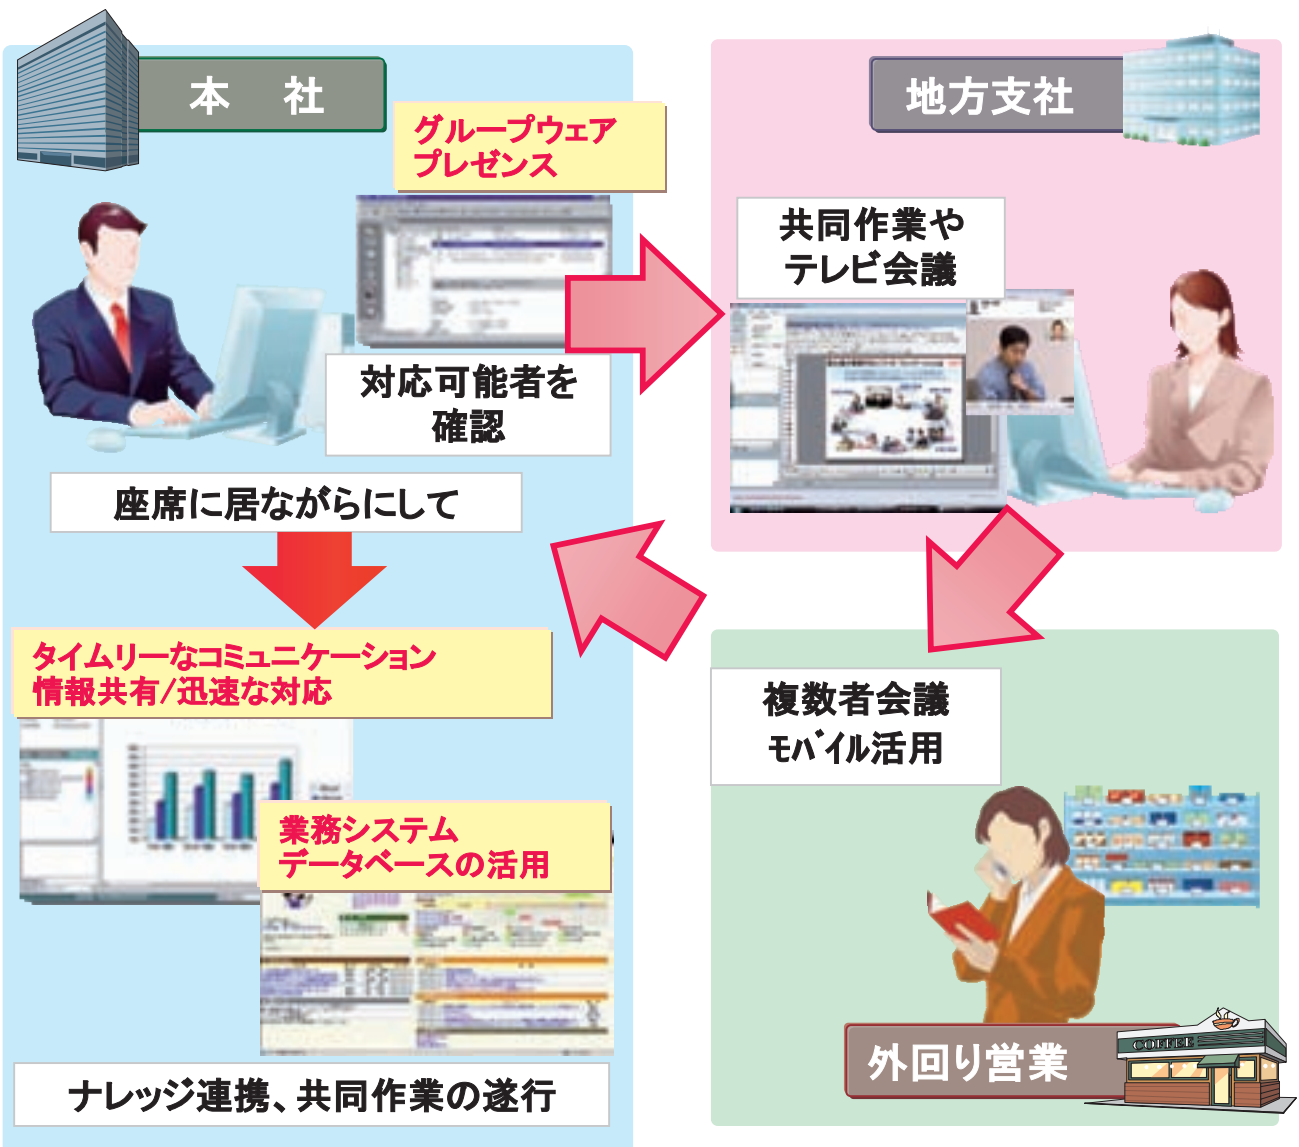 本　社
グループウェア
プレゼンス
対応可能者を
確認
座席に居ながらにして
タイムリーなコミュニケーション
情報共有/迅速な対応
業務システム
データベースの活用
ナレッジ連携、共同作業の遂行
地方支社
共同作業や
テレビ会議
複数者会議
ﾓﾊﾞｲﾙ活用
外回り営業
COFFEE